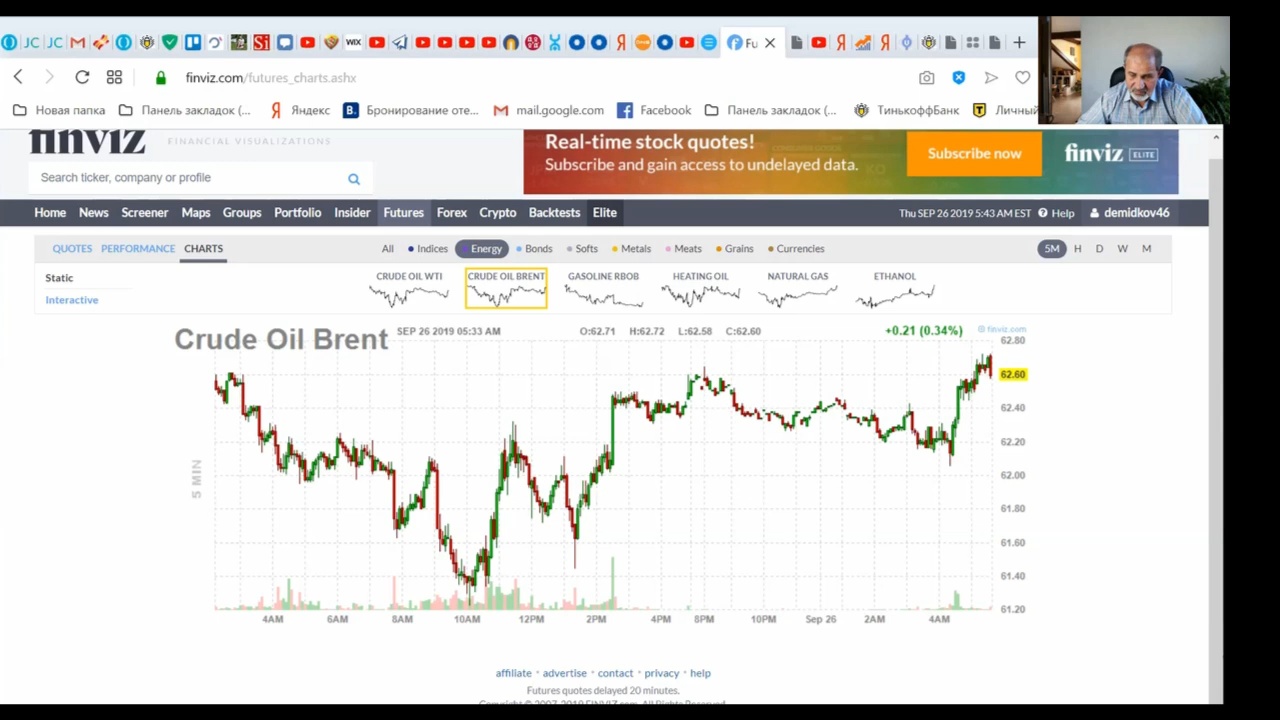 JC JC Si WIX Я Fu Я Я
finviz.com/futures_charts.ashx
Новая папка Панель закладок (... Яндекс B. Бронирование оте... mail.google.com Facebook Панель закладок (... ТинькоффБанк Личный
finviz FINANCIAL VISUALIZATIONS
Real-time stock quotes!
Subscribe and gain access to undelayed data.
Subscribe now
finviz ELITE
Search ticker, company or profile
Home News Screener Maps Groups Portfolio Insider Futures Forex Crypto Backtests Elite Thu SEP 26 2019 5:43 AM EST Help demidkov46
QUOTES PERFORMANCE CHARTS All Indices Energy Bonds Softs Metals Meats Grains Currencies 5M H D W M
Static
Interactive
CRUDE OIL WTI CRUDE OIL BRENT GASOLINE RBOB HEATING OIL NATURAL GAS ETHANOL
Crude Oil Brent SEP 26 2019 05:33 AM O:62.71 H:62.72 L:62.58 C:62.60 +0.21 (0.34%) © finviz.com
62.80
62.60
62.40
62.20
62.00
61.80
61.60
61.40
61.20
5 MIN
4AM 6AM 8AM 10AM 12PM 2PM 4PM 8PM 10PM Sep 26 2AM 4AM
affiliate • advertise • contact • privacy • help
Futures quotes delayed 20 minutes.